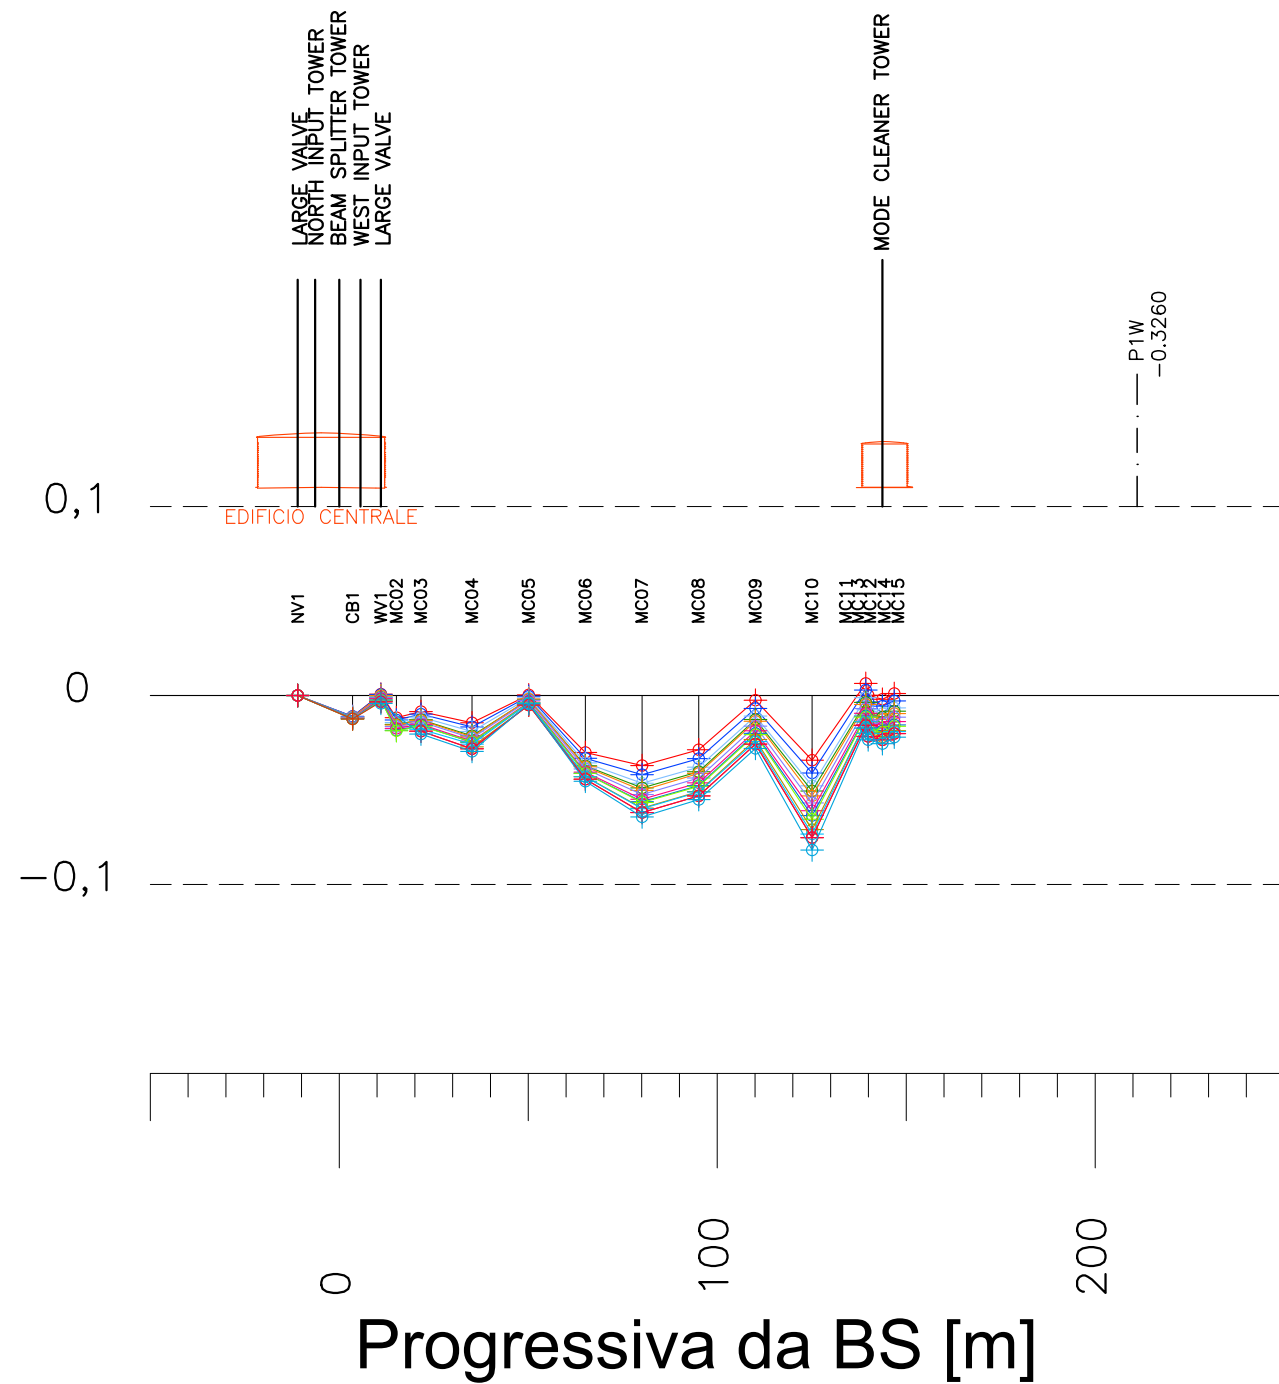 LARGE VALVE
NORTH INPUT TOWER
BEAM SPLITTER TOWER
WEST INPUT TOWER
LARGE VALVE
MODE CLEANER TOWER
P1W
-0.3260
0,1
EDIFICIO CENTRALE
NV1
CB1
WV1
MC02
MC03
MC04
MC05
MC06
MC07
MC08
MC09
MC10
MC11
MC13
MC12
MC14
MC15
0
-0,1
0
100
200
Progressiva da BS [m]